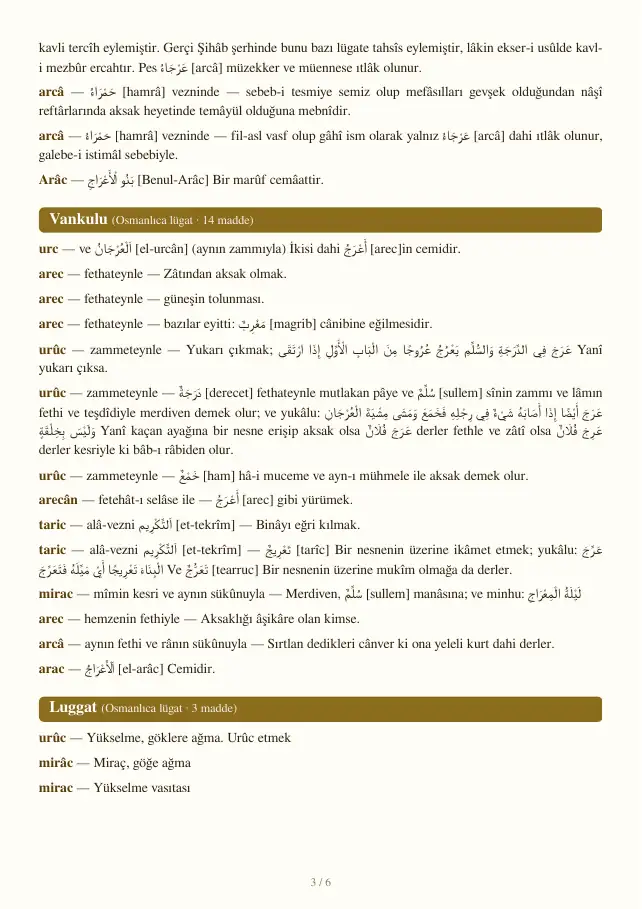 kavli tercîh eylemiştir. Gerçi Şihâb şerhinde bunu bazı lügate tahsîs eylemiştir, lâkin ekser-i usûlde kavl-
i mezbûr ercahtır. Pes عَرْجَاءُ [arcâ] müzekker ve müennese ıtlâk olunur.
arcâ — حَمْرَاءُ [hamrâ] vezninde — sebeb-i tesmiye semiz olup mefâsılları gevşek olduğundan nâşî
reftârlarında aksak heyetinde temâyül olduğuna mebnîdir.
arcâ — حَمْرَاءُ [hamrâ] vezninde — fil-asl vasf olup gâhî ism olarak yalnız عَرْجَاءُ [arcâ] dahi ıtlâk olunur,
galebe-i istimâl sebebiyle.
Arâc — بَنُو الْأَعْرَاجِ [Benul-Arâc] Bir marûf cemâattir.
Vankulu (Osmanlıca lügat · 14 madde)
urc — ve اَلْعُرْجَانُ [el-urcân] (aynın zammıyla) İkisi dahi أَعْرَجُ [arec]in cemidir.
arec — fethateynle — Zâtından aksak olmak.
arec — fethateynle — güneşin tolunması.
arec — fethateynle — bazılar eyitti: مَغْرِبٌ [magrib] cânibine eğilmesidir.
urûc — zammeteynle — Yukarı çıkmak; عَرَجَ فِي الدَّرَجَةِ وَالسُّلَّمِ يَعْرُجُ عُرُوجًا مِنَ الْبَابِ الْأَوَّلِ إِذَا ارْتَقَى Yanî
yukarı çıksa.
urûc — zammeteynle — دَرَجَةٌ [derecet] fethateynle mutlakan pâye ve سُلَّمٌ [sullem] sînin zammı ve lâmın
fethi ve teşdîdiyle merdiven demek olur; ve yukâlu: عَرَجَ أَيْضًا إِذَا أَصَابَهُ شَيْءٌ فِي رِجْلِهِ فَخَمَعَ وَمَشَى مِشْيَةَ الْعُرْجَانِ
وَلَيْسَ بِخِلْقَةٍ Yanî kaçan ayağına bir nesne erişip aksak olsa عَرَجَ فُلَانٌ derler fethle ve zâtî olsa عَرِجَ فُلَانٌ
derler kesriyle ki bâb-ı râbiden olur.
urûc — zammeteynle — خَمْعٌ [ham] hâ-i muceme ve ayn-ı mühmele ile aksak demek olur.
arecân — fetehât-ı selâse ile — أَعْرَجُ [arec] gibi yürümek.
taric — alâ-vezni اَلتَّكْرِيم [et-tekrîm] — Binâyı eğri kılmak.
taric — alâ-vezni اَلتَّكْرِيم [et-tekrîm] — تَعْرِيجٌ [tarîc] Bir nesnenin üzerine ikâmet etmek; yukâlu: عَرَّجَ
الْبِنَاءَ تَعْرِيجًا أَيْ مَيَّلَهُ فَتَعَرَّجَ Ve تَعَرُّجٌ [tearruc] Bir nesnenin üzerine mukîm olmağa da derler.
mirac — mîmin kesri ve aynın sükûnuyla — Merdiven, سُلَّمٌ [sullem] manâsına; ve minhu: لَيْلَةُ الْمِعْرَاجِ
arec — hemzenin fethiyle — Aksaklığı âşikâre olan kimse.
arcâ — aynın fethi ve rânın sükûnuyla — Sırtlan dedikleri cânver ki ona yeleli kurt dahi derler.
arac — اَلْأَعْرَاجُ [el-arâc] Cemidir.
Luggat (Osmanlıca lügat · 3 madde)
urûc — Yükselme, göklere ağma. Urûc etmek
mirâc — Miraç, göğe ağma
mirac — Yükselme vasıtası
3 / 6